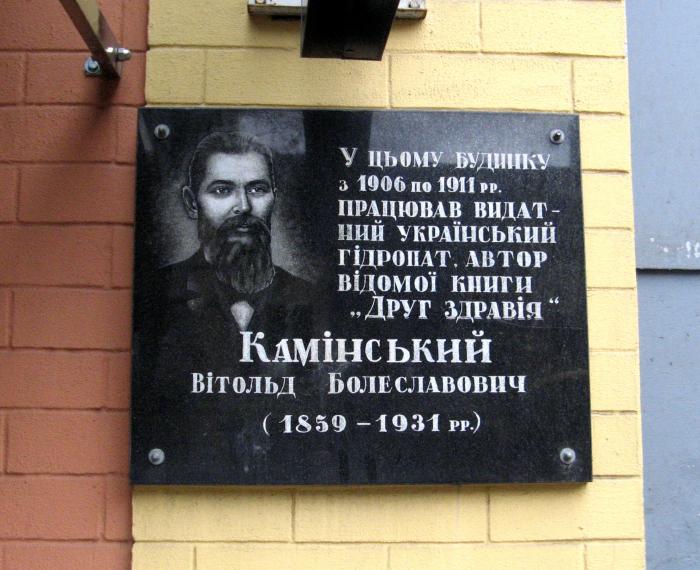 У ЦЬОМУ БУДИНКУ
З 1906 ПО 1911 РР.
ПРАЦЮВАВ ВИДАТ-
НИЙ УКРАЇНСЬКИЙ
ГІДРОПАТ, АВТОР
ВІДОМОЇ КНИГИ
„ДРУГ ЗДРАВІЯ“
КАМІНСЬКИЙ
ВІТОЛЬД БОЛЕСЛАВОВИЧ
(1859 – 1931 РР.)